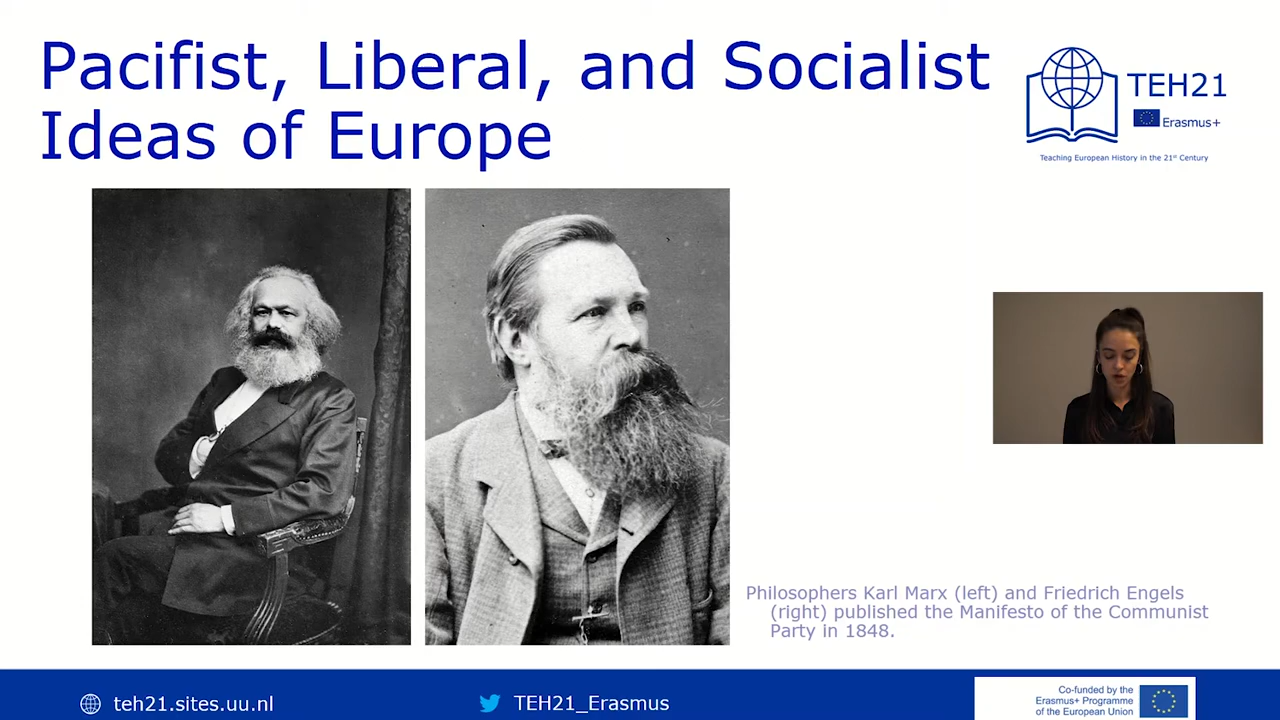 Pacifist, Liberal, and Socialist
Ideas of Europe
TEH21
Erasmus+
Teaching European History in the 21st Century
Philosophers Karl Marx (left) and Friedrich Engels
(right) published the Manifesto of the Communist
Party in 1848.
teh21.sites.uu.nl
TEH21_Erasmus
Co-funded by the
Erasmus+ Programme
of the European Union